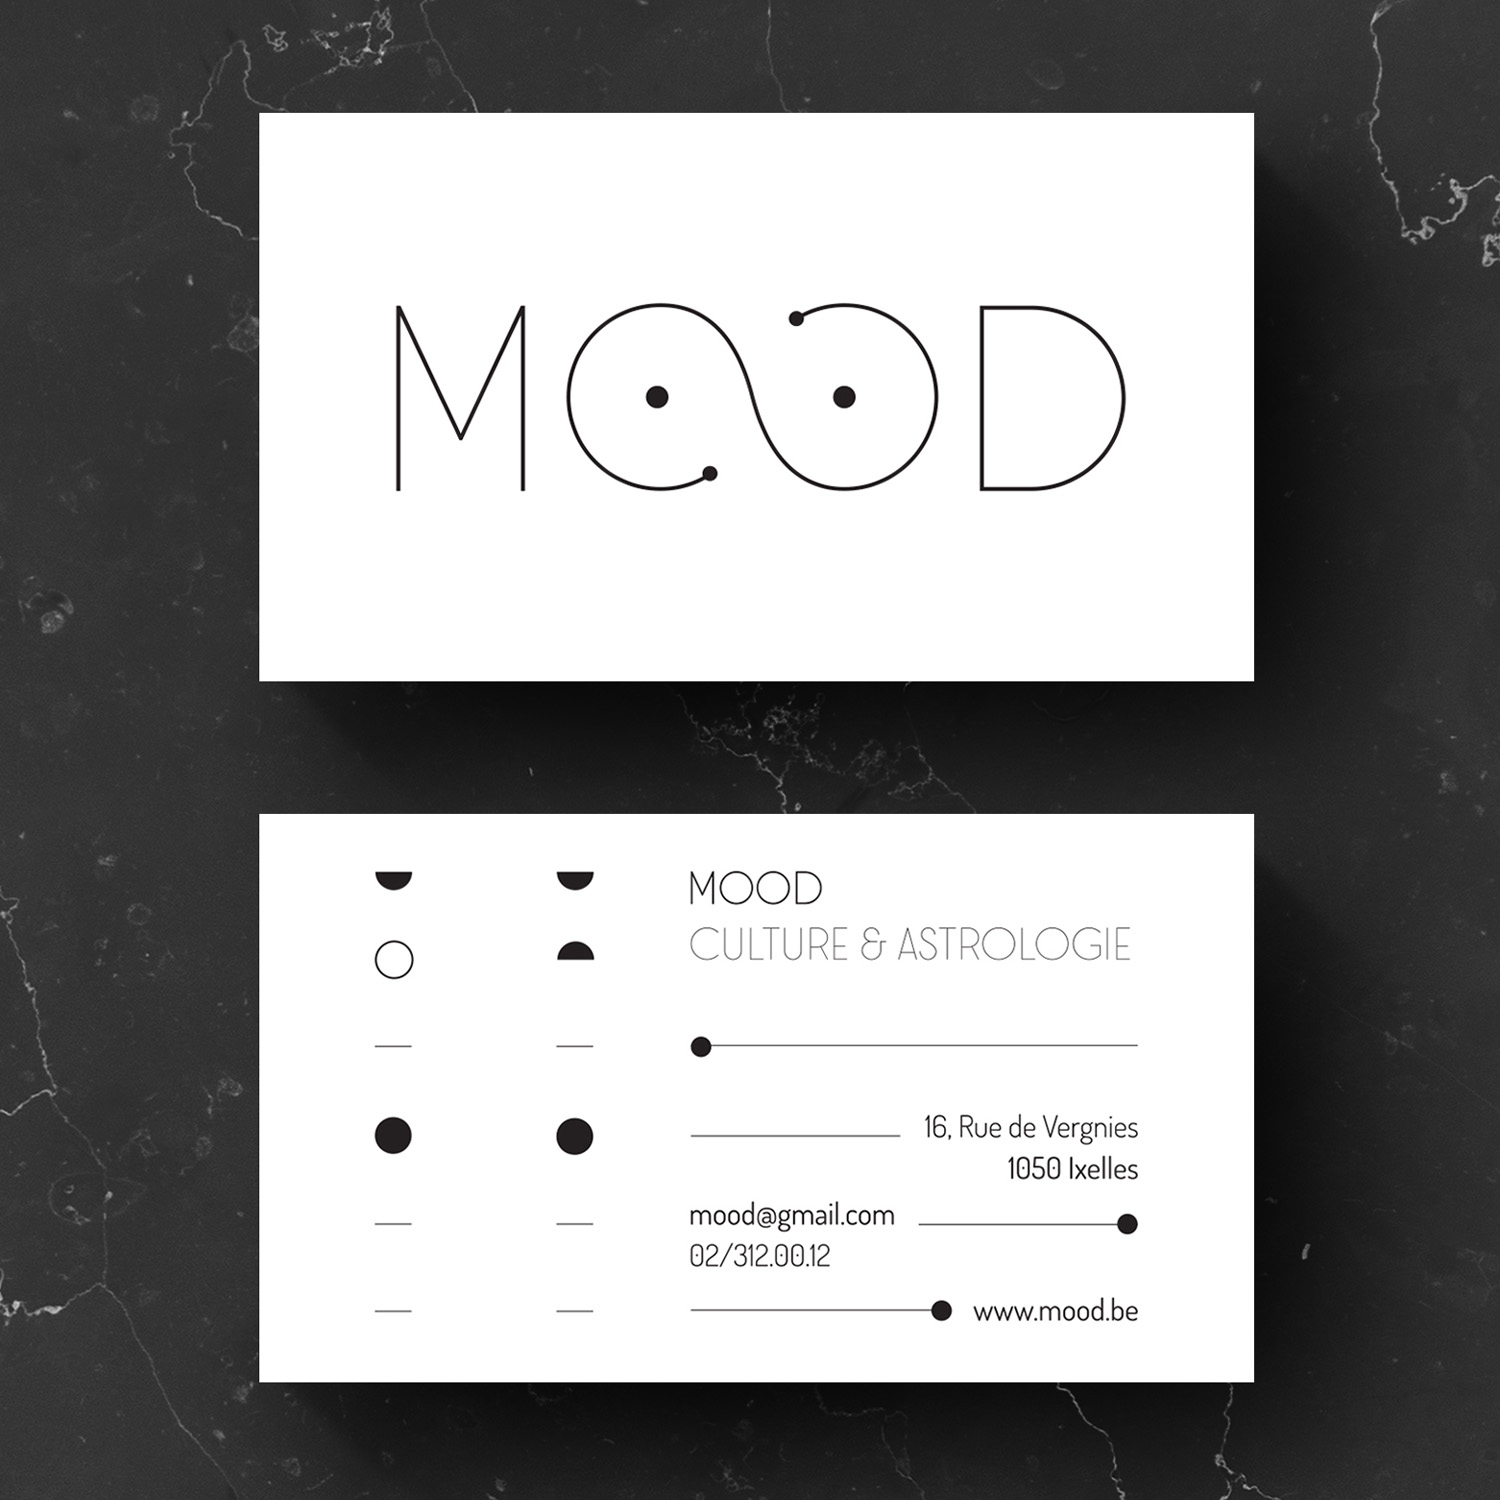 MOOD
MOOD
CULTURE & ASTROLOGIE
16, Rue de Vergnies
1050 Ixelles
mood@gmail.com
02/312.00.12
www.mood.be